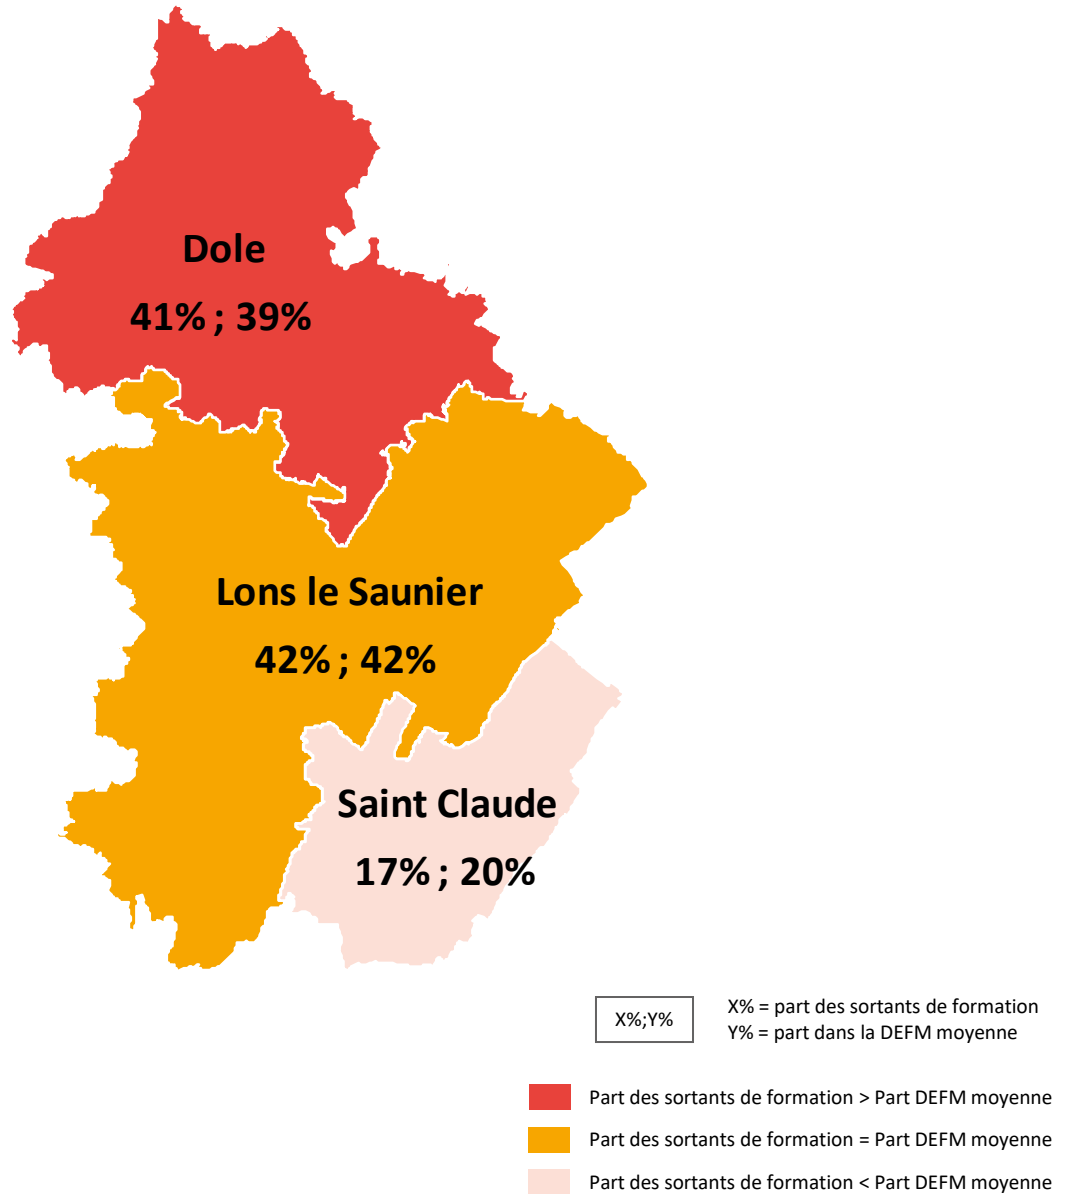 Dole
41% ; 39%
Lons le Saunier
42% ; 42%
Saint Claude
17% ; 20%
X%;Y%
X% = part des sortants de formation
Y% = part dans la DEFM moyenne
Part des sortants de formation > Part DEFM moyenne
Part des sortants de formation = Part DEFM moyenne
Part des sortants de formation < Part DEFM moyenne